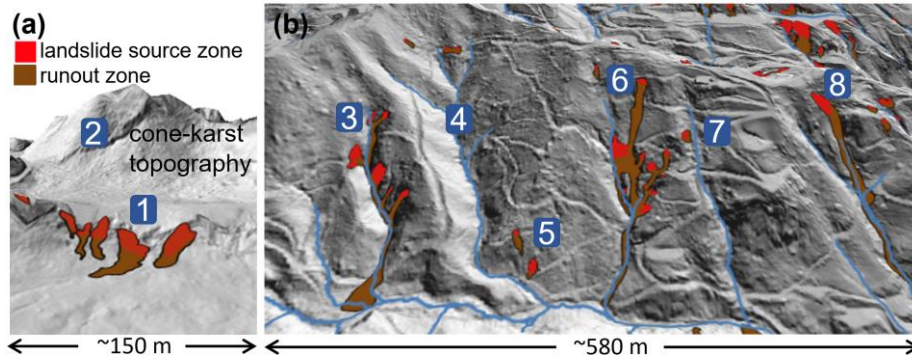 (a)
landslide source zone
runout zone
2
cone-karst
topography
1
~150 m
(b)
3
4
5
6
7
8
~580 m